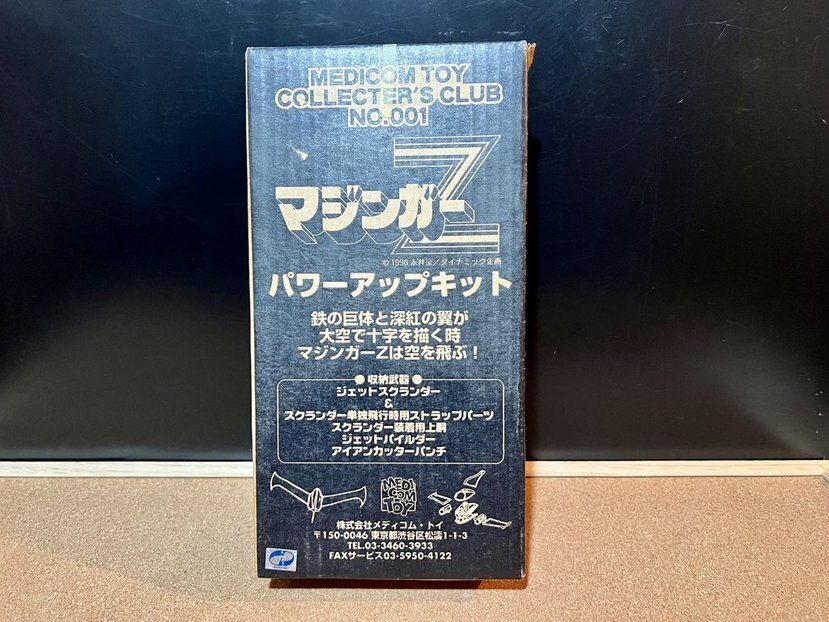 MEDICOM TOY
COLLECTER'S CLUB
NO.001
マジンガーZ
© 1998 永井豪/ダイナミック企画
パワーアップキット
鉄の巨体と深紅の翼が
大空で十字を描く時
マジンガーZは空を飛ぶ!
● 収納武器 ●
ジェットスクランダー
&
スクランダー単独飛行時用ストラップパーツ
スクランダー装着用上胴
ジェットパイルダー
アイアンカッターパンチ
MEDI
COM
TOY
株式会社メディコム・トイ
〒150-0046 東京都渋谷区松濤1-1-3
TEL.03-3460-3933
FAXサービス03-5950-4122